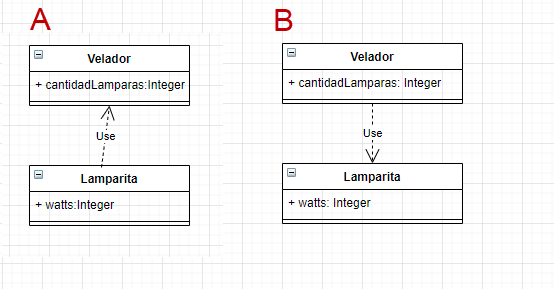 A
Velador
+ cantidadLamparas:Integer
Use
Lamparita
+ watts:Integer
B
Velador
+ cantidadLamparas: Integer
Use
Lamparita
+ watts: Integer